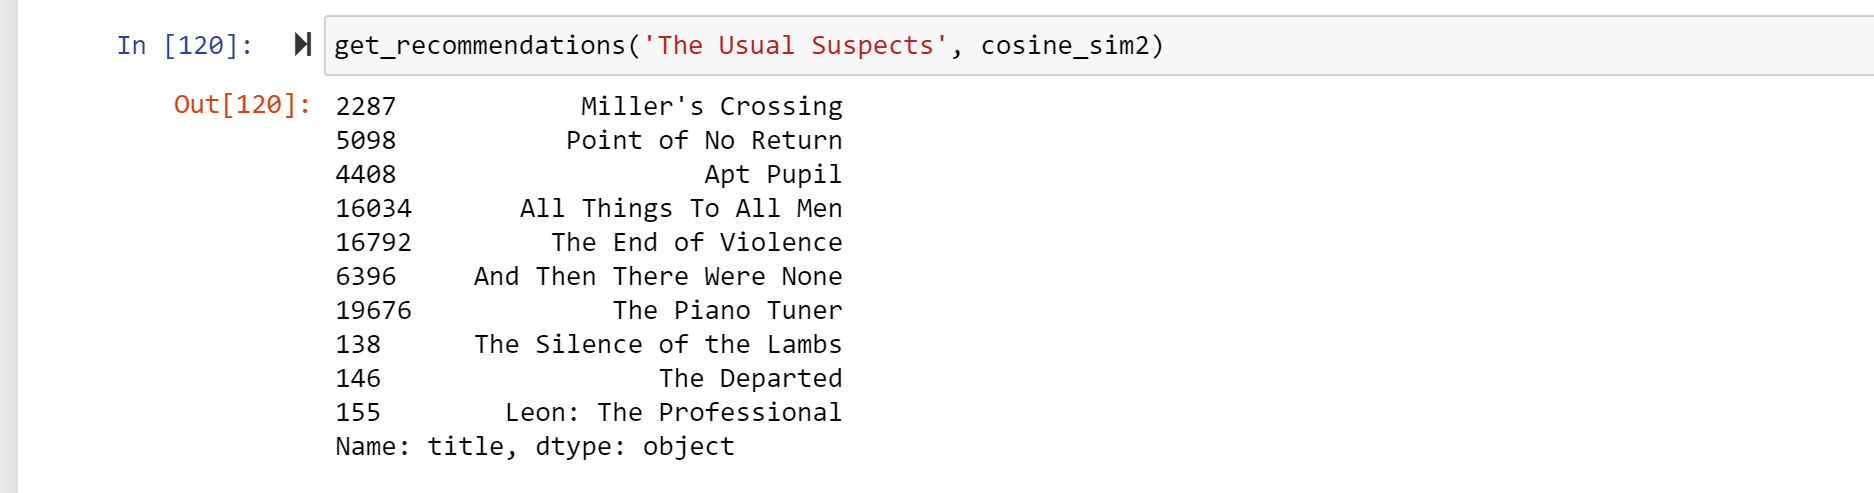 In [120]: get_recommendations('The Usual Suspects', cosine_sim2)
Out[120]: 2287            Miller's Crossing
5098           Point of No Return
4408                    Apt Pupil
16034       All Things To All Men
16792         The End of Violence
6396     And Then There Were None
19676             The Piano Tuner
138      The Silence of the Lambs
146                  The Departed
155        Leon: The Professional
Name: title, dtype: object